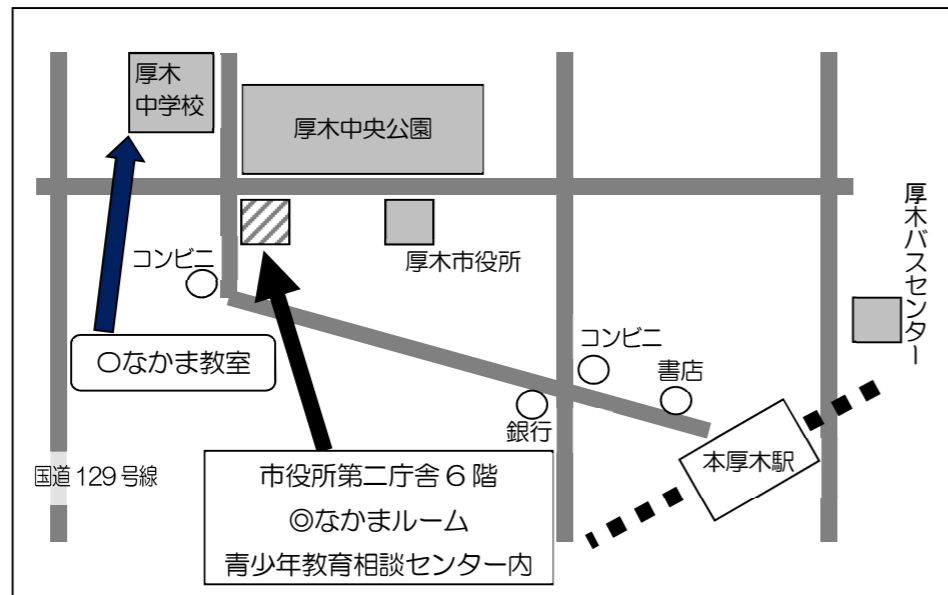 厚木
中学校
厚木中央公園
厚木バスセンター
コンビニ
厚木市役所
〇なかま教室
コンビニ
書店
銀行
本厚木駅
国道129号線
市役所第二庁舎6階
◎なかまルーム
青少年教育相談センター内